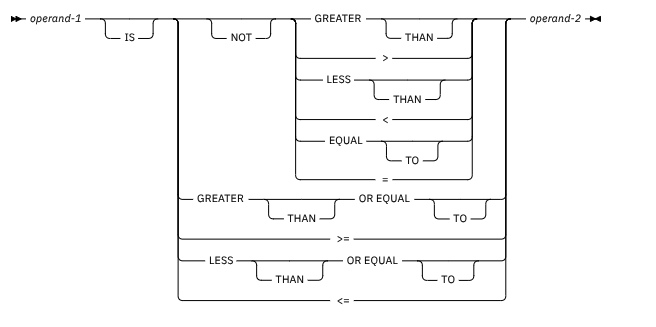 operand-1 GREATER operand-2
IS NOT THAN
>
LESS
THAN
<
EQUAL
TO
=
GREATER OR EQUAL
THAN TO
>=
LESS OR EQUAL
THAN TO
<=